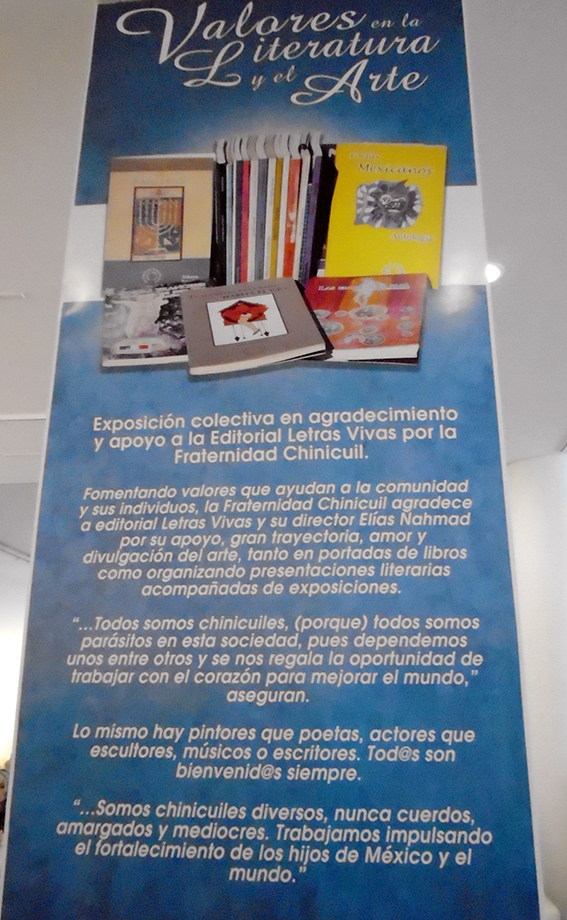 Valores en la
Literatura
y el Arte
Mexicanos
Antología
Exposición colectiva en agradecimiento
y apoyo a la Editorial Letras Vivas por la
Fraternidad Chinicuil.
Fomentando valores que ayudan a la comunidad
y sus individuos, la Fraternidad Chinicuil agradece
a editorial Letras Vivas y su director Elías Nahmad
por su apoyo, gran trayectoria, amor y
divulgación del arte, tanto en portadas de libros
como organizando presentaciones literarias
acompañadas de exposiciones.
“...Todos somos chinicuiles, (porque) todos somos
parásitos en esta sociedad, pues dependemos
unos entre otros y se nos regala la oportunidad de
trabajar con el corazón para mejorar el mundo,”
aseguran.
Lo mismo hay pintores que poetas, actores que
escultores, músicos o escritores. Tod@s son
bienvenid@s siempre.
“...Somos chinicuiles diversos, nunca cuerdos,
amargados y mediocres. Trabajamos impulsando
el fortalecimiento de los hijos de México y el
mundo.”